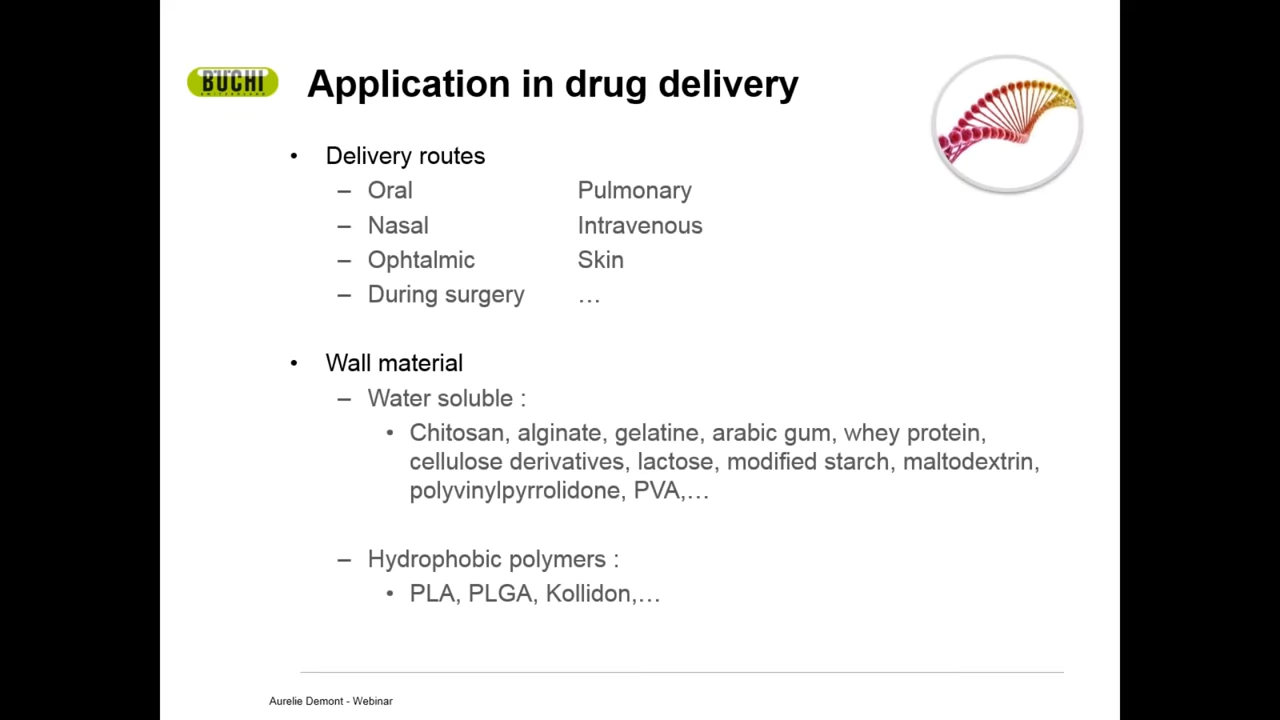 BÜCHI
SWITZERLAND
Application in drug delivery
• Delivery routes
– Oral Pulmonary
– Nasal Intravenous
– Ophtalmic Skin
– During surgery …
• Wall material
– Water soluble :
• Chitosan, alginate, gelatine, arabic gum, whey protein,
cellulose derivatives, lactose, modified starch, maltodextrin,
polyvinylpyrrolidone, PVA,…
– Hydrophobic polymers :
• PLA, PLGA, Kollidon,…
Aurelie Demont - Webinar